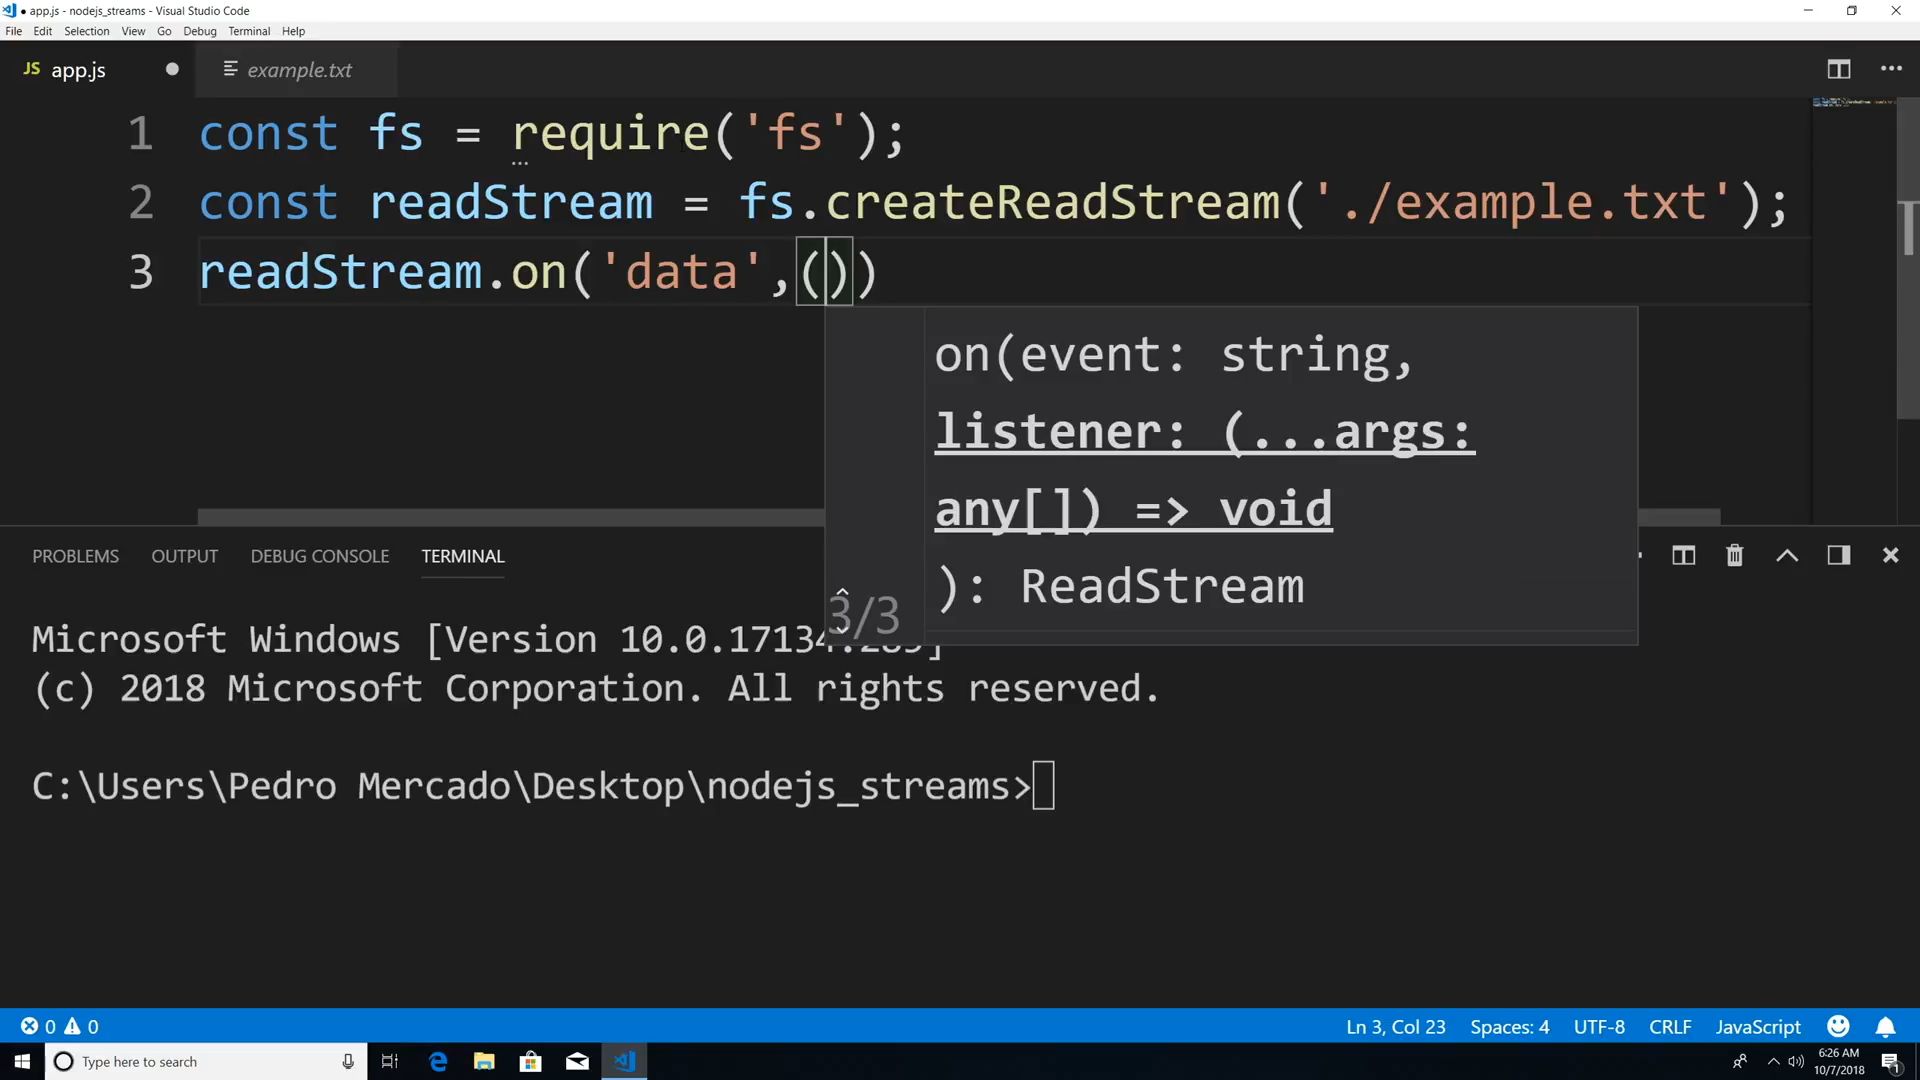 ● app.js - nodejs_streams - Visual Studio Code
File Edit Selection View Go Debug Terminal Help
JS app.js ● example.txt
1 const fs = require('fs');
2 const readStream = fs.createReadStream('./example.txt');
3 readStream.on('data',())
on(event: string,
listener: (...args:
any[]) => void
): ReadStream
3/3
PROBLEMS OUTPUT DEBUG CONSOLE TERMINAL
Microsoft Windows [Version 10.0.17134.285]
(c) 2018 Microsoft Corporation. All rights reserved.
C:\Users\Pedro Mercado\Desktop\nodejs_streams>
0 0 Ln 3, Col 23 Spaces: 4 UTF-8 CRLF JavaScript
Type here to search
6:26 AM
10/7/2018
1